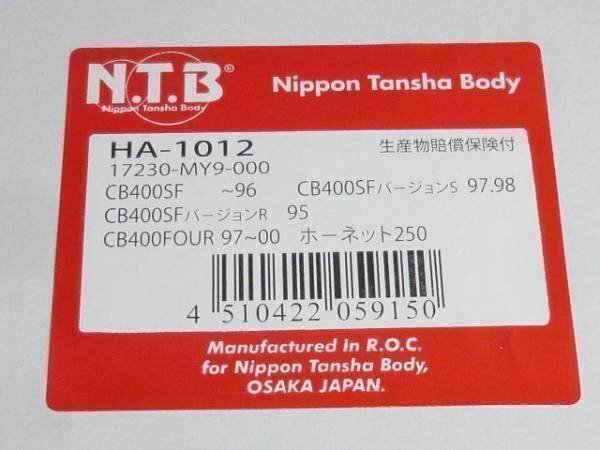 N.T.B®
Nippon Tansha Body
Nippon Tansha Body
HA-1012 生産物賠償保険付
17230-MY9-000
CB400SF ~96 CB400SFバージョンS 97.98
CB400SFバージョンR 95
CB400FOUR 97~00 ホーネット250
4 510422 059150
Manufactured in R.O.C.
for Nippon Tansha Body,
OSAKA JAPAN.